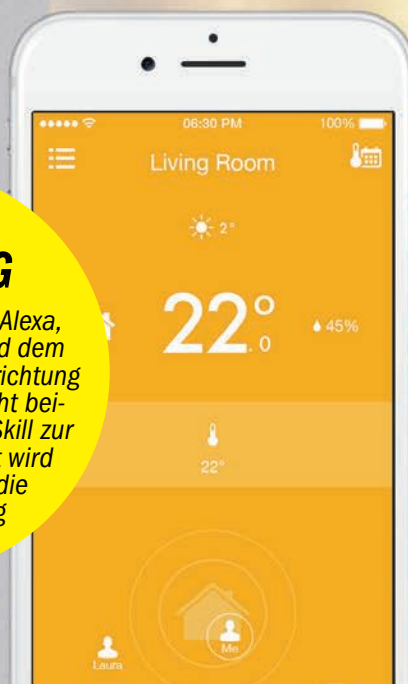 06:30 PM
100%
Living Room
2°
22.0°
45%
22°
Me
Laura
G
Alexa,
d dem
richtung
ht bei-
Skill zur
t wird
die
g